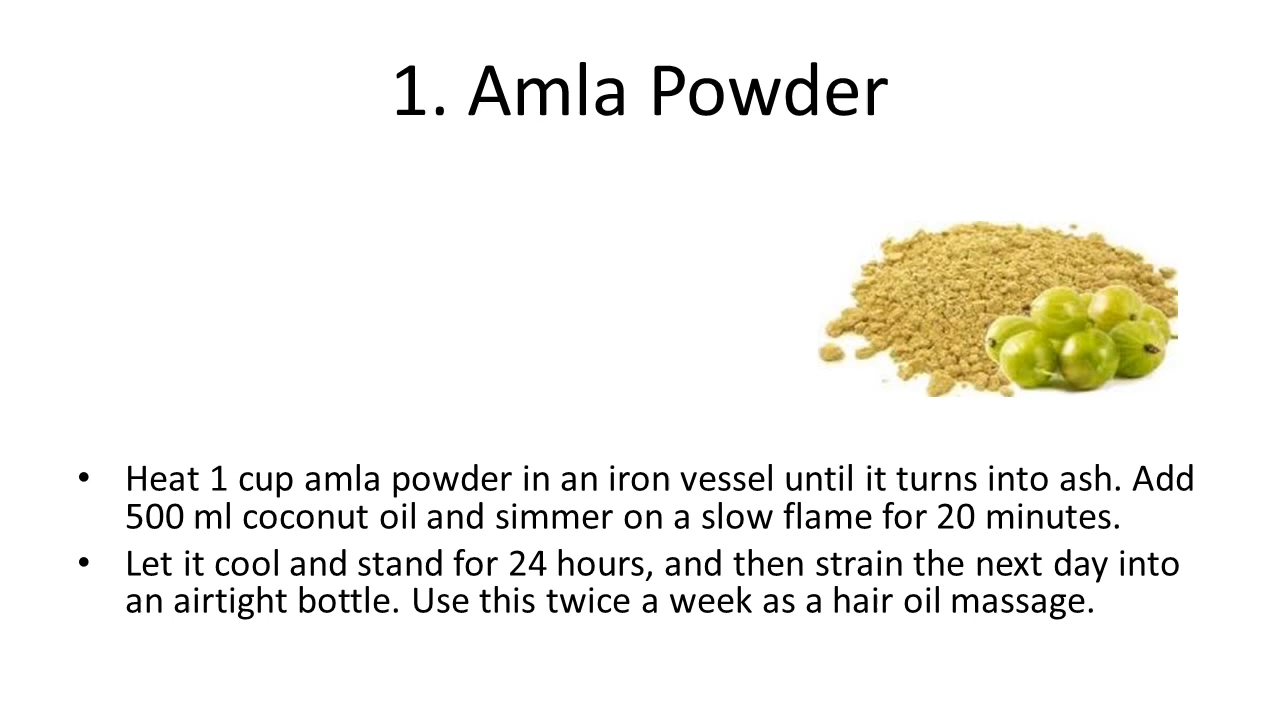 1. Amla Powder
• Heat 1 cup amla powder in an iron vessel until it turns into ash. Add
500 ml coconut oil and simmer on a slow flame for 20 minutes.
• Let it cool and stand for 24 hours, and then strain the next day into
an airtight bottle. Use this twice a week as a hair oil massage.